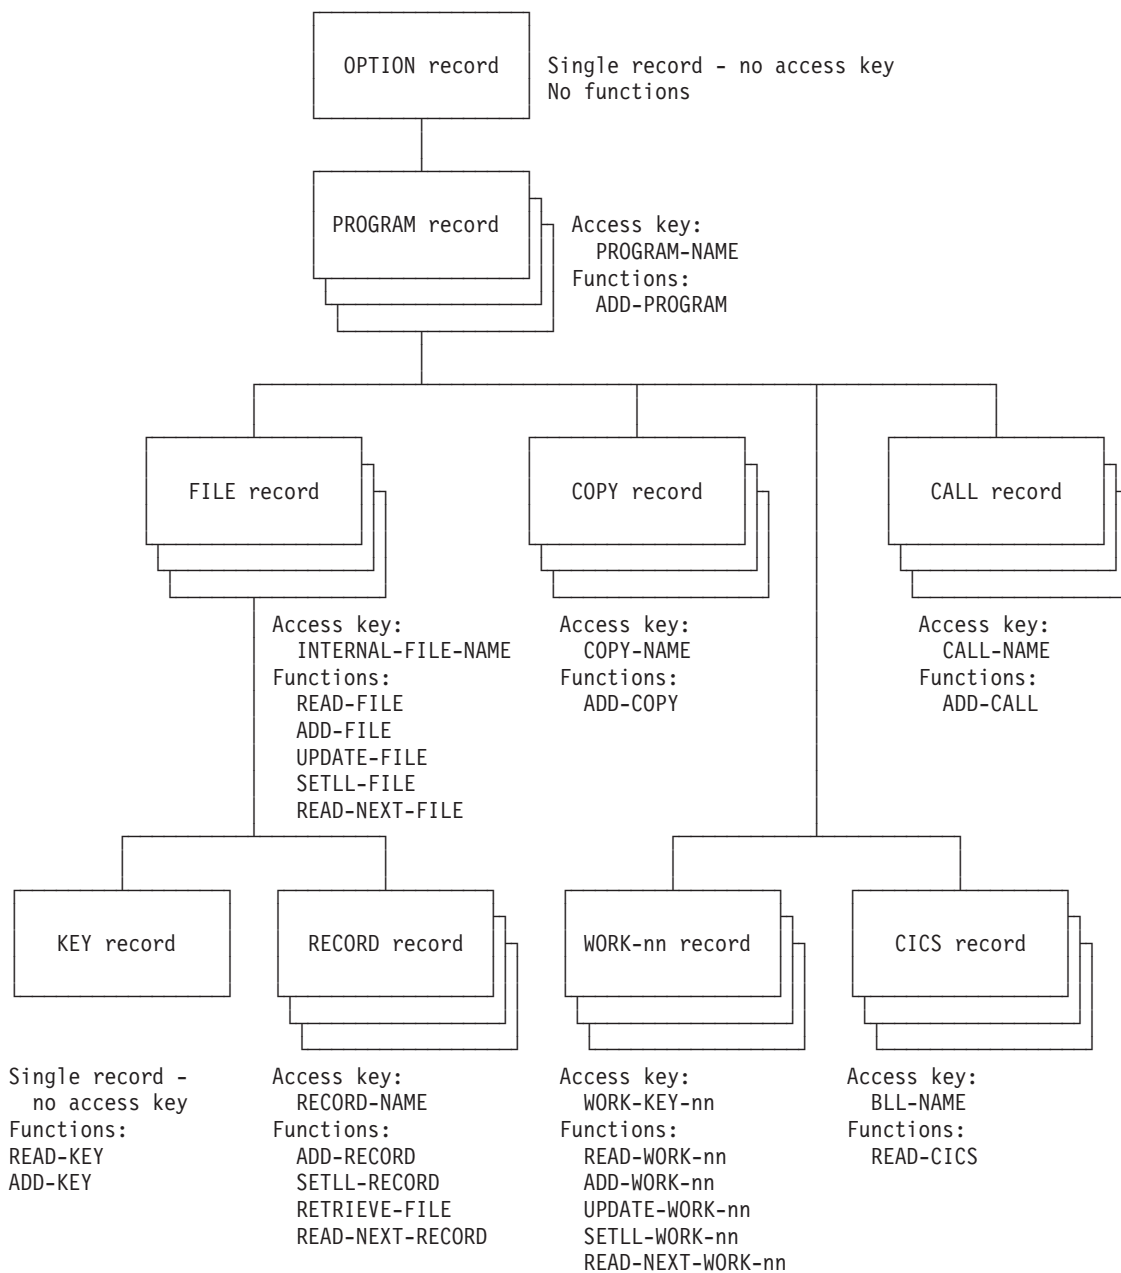 OPTION record
Single record - no access key
No functions
PROGRAM record
Access key:
PROGRAM-NAME
Functions:
ADD-PROGRAM
FILE record
COPY record
CALL record
Access key:
INTERNAL-FILE-NAME
Functions:
READ-FILE
ADD-FILE
UPDATE-FILE
SETLL-FILE
READ-NEXT-FILE
Access key:
COPY-NAME
Functions:
ADD-COPY
Access key:
CALL-NAME
Functions:
ADD-CALL
KEY record
RECORD record
WORK-nn record
CICS record
Single record -
no access key
Functions:
READ-KEY
ADD-KEY
Access key:
RECORD-NAME
Functions:
ADD-RECORD
SETLL-RECORD
RETRIEVE-FILE
READ-NEXT-RECORD
Access key:
WORK-KEY-nn
Functions:
READ-WORK-nn
ADD-WORK-nn
UPDATE-WORK-nn
SETLL-WORK-nn
READ-NEXT-WORK-nn
Access key:
BLL-NAME
Functions:
READ-CICS